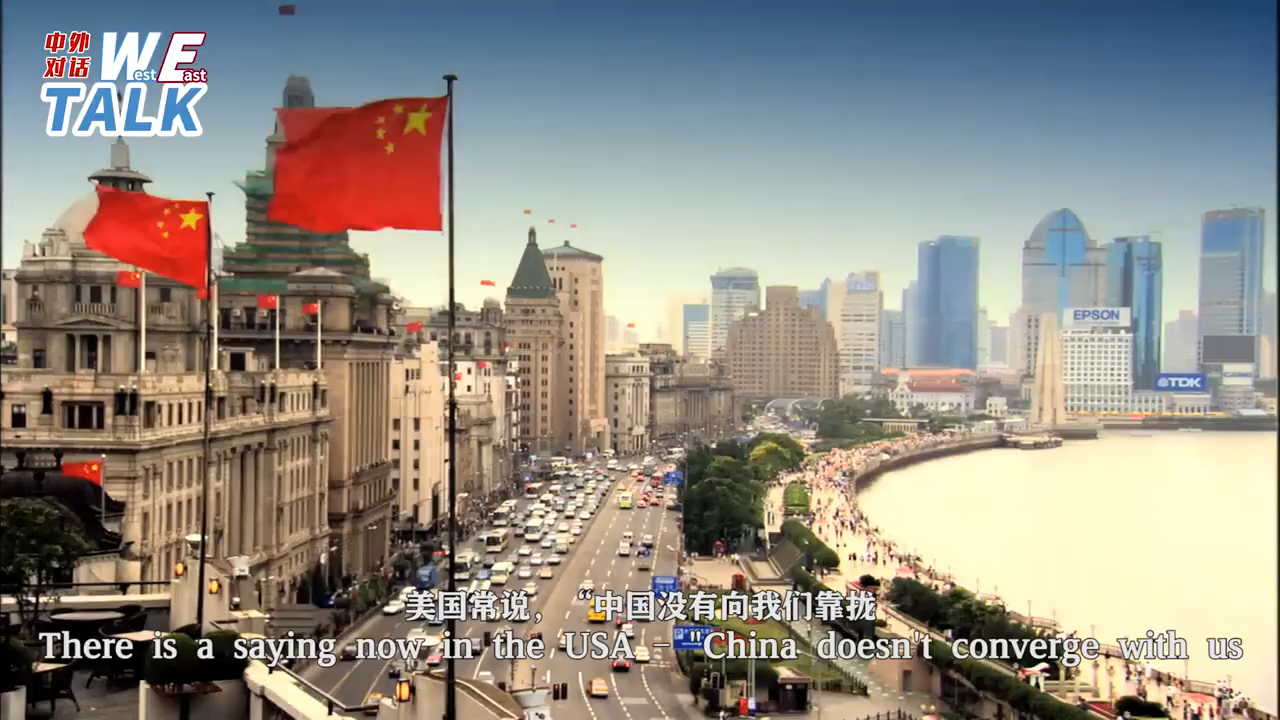 中外
对话
West East
TALK
EPSON
TDK
P
美国常说，“中国没有向我们靠拢
There is a saying now in the USA – "China doesn't converge with us